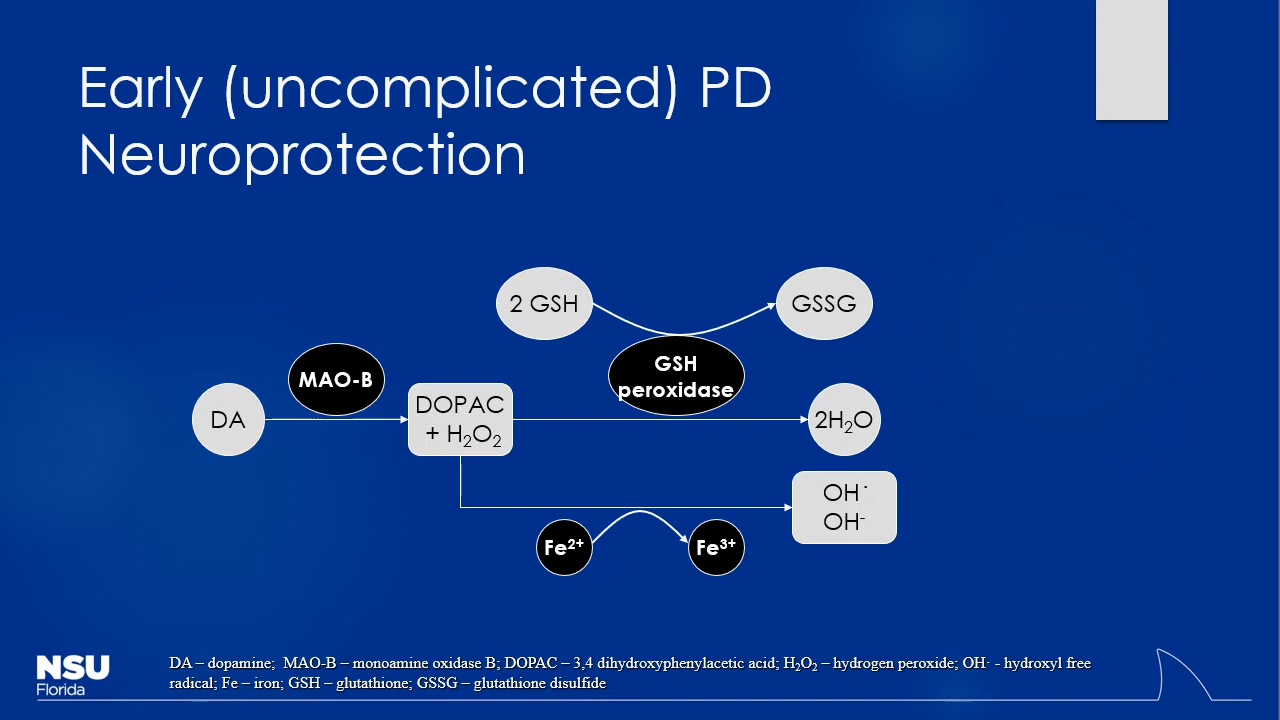 Early (uncomplicated) PD
Neuroprotection
2 GSH
GSSG
GSH
peroxidase
MAO-B
DA
DOPAC
+ H₂O₂
2H₂O
OH˙
OH⁻
Fe²⁺
Fe³⁺
NSU
Florida
DA – dopamine;  MAO-B – monoamine oxidase B; DOPAC – 3,4 dihydroxyphenylacetic acid; H₂O₂ – hydrogen peroxide; OH˙ - hydroxyl free
radical; Fe – iron; GSH – glutathione; GSSG – glutathione disulfide